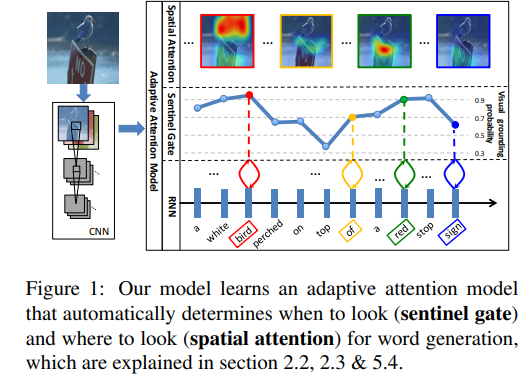 Spatial Attention
Sentinel Gate
Adaptive Attention Model
RNN
CNN
NO
... ... ... ...
0.9
0.7
0.5
0.3
Visual grounding
probability
... ... ... ...
a white bird perched on top of a red stop sign
Figure 1: Our model learns an adaptive attention model
that automatically determines when to look (sentinel gate)
and where to look (spatial attention) for word generation,
which are explained in section 2.2, 2.3 & 5.4.